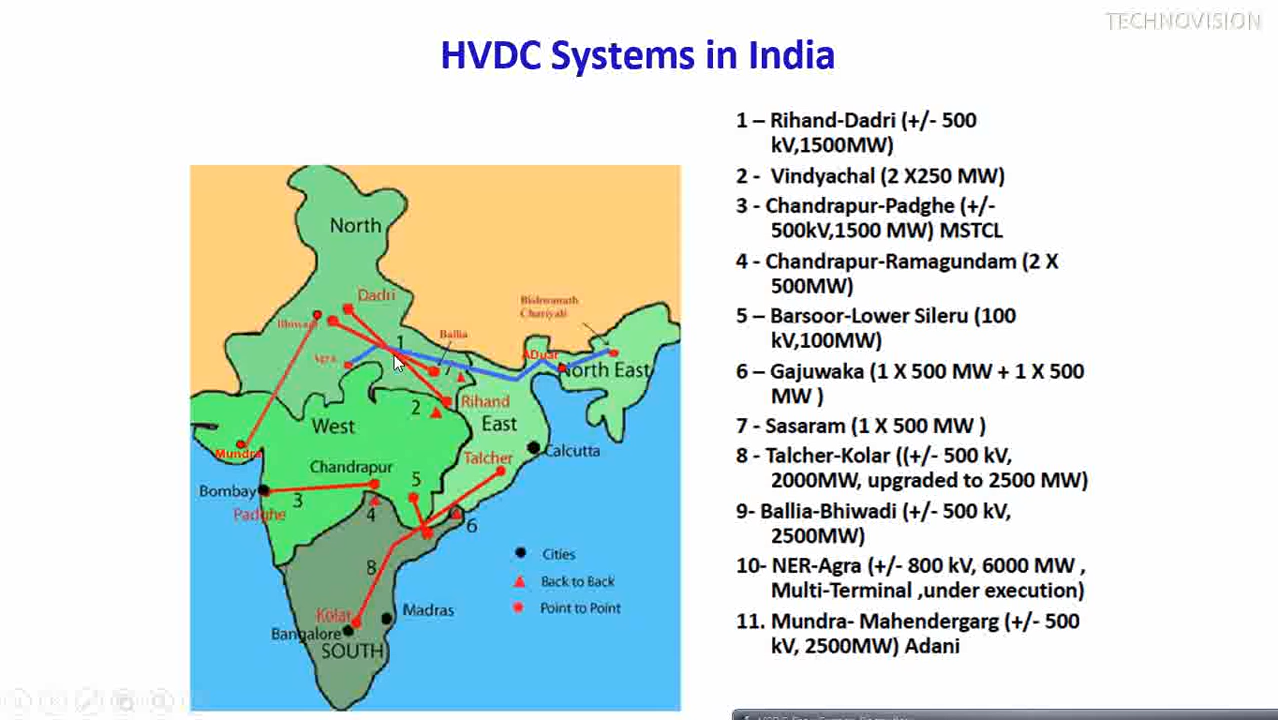 TECHNOVISION
HVDC Systems in India
1 – Rihand-Dadri (+/- 500
kV,1500MW)
2 - Vindyachal (2 X250 MW)
3 - Chandrapur-Padghe (+/-
500kV,1500 MW) MSTCL
4 - Chandrapur-Ramagundam (2 X
500MW)
5 – Barsoor-Lower Sileru (100
kV,100MW)
6 – Gajuwaka (1 X 500 MW + 1 X 500
MW )
7 - Sasaram (1 X 500 MW )
8 - Talcher-Kolar ((+/- 500 kV,
2000MW, upgraded to 2500 MW)
9- Ballia-Bhiwadi (+/- 500 kV,
2500MW)
10- NER-Agra (+/- 800 kV, 6000 MW ,
Multi-Terminal ,under execution)
11. Mundra- Mahendergarg (+/- 500
kV, 2500MW) Adani
North
Dadri
Bishwanath
Chariyali
Bhiwadi
Ballia
1
Agra
ADuar
7
North East
Rihand
2
West
East
Mundra
Calcutta
Talcher
Chandrapur
5
Bombay
3
Padghe
4
6
Cities
8
Back to Back
Point to Point
Kolar
Madras
Bangalore
SOUTH